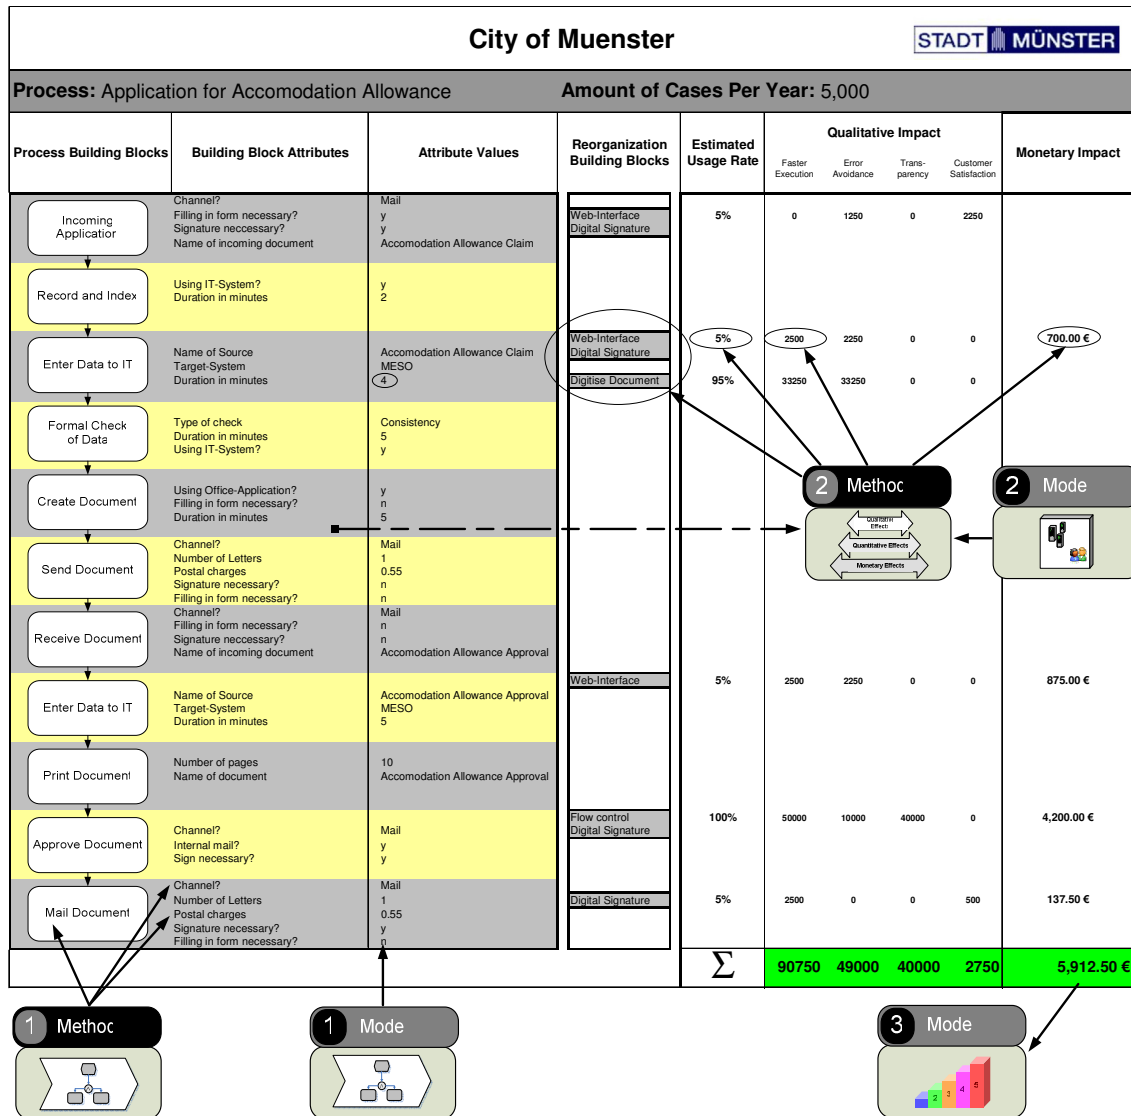 City of Muenster
STADT MÜNSTER
Process: Application for Accomodation Allowance
Amount of Cases Per Year: 5,000
Process Building Blocks
Building Block Attributes
Attribute Values
Reorganization
Building Blocks
Estimated
Usage Rate
Qualitative Impact
Faster
Execution
Error
Avoidance
Trans-
parency
Customer
Satisfaction
Monetary Impact
Incoming
Application
Channel? Mail
Filling in form necessary? y
Signature neccessary? y
Name of incoming document Accomodation Allowance Claim
Web-Interface 5% 0 1250 0 2250
Digital Signature
Record and Index
Using IT-System? y
Duration in minutes 2
Enter Data to IT
Name of Source Accomodation Allowance Claim
Target-System MESO
Duration in minutes 4
Web-Interface 5% 2500 2250 0 0 700.00 €
Digital Signature
Digitise Document 95% 33250 33250 0 0
Formal Check
of Data
Type of check Consistency
Duration in minutes 5
Using IT-System? y
Create Document
Using Office-Application? y
Filling in form necessary? n
Duration in minutes 5
2 Methoc
Qualitative
Effects
Quantitative Effects
Monetary Effects
2 Mode
Send Document
Channel? Mail
Number of Letters 1
Postal charges 0.55
Signature necessary? n
Filling in form necessary? n
Receive Document
Channel? Mail
Filling in form necessary? n
Signature neccessary? n
Name of incoming document Accomodation Allowance Approval
Enter Data to IT
Name of Source Accomodation Allowance Approval
Target-System MESO
Duration in minutes 5
Web-Interface 5% 2500 2250 0 0 875.00 €
Print Document
Number of pages 10
Name of document Accomodation Allowance Approval
Approve Document
Channel? Mail
Internal mail? y
Sign necessary? y
Flow control 100% 50000 10000 40000 0 4,200.00 €
Digital Signature
Mail Document
Channel? Mail
Number of Letters 1
Postal charges 0.55
Signature necessary? y
Filling in form necessary? n
Digital Signature 5% 2500 0 0 500 137.50 €
Σ 90750 49000 40000 2750 5,912.50 €
1 Methoc
1 Mode
3 Mode
2 3 4 5